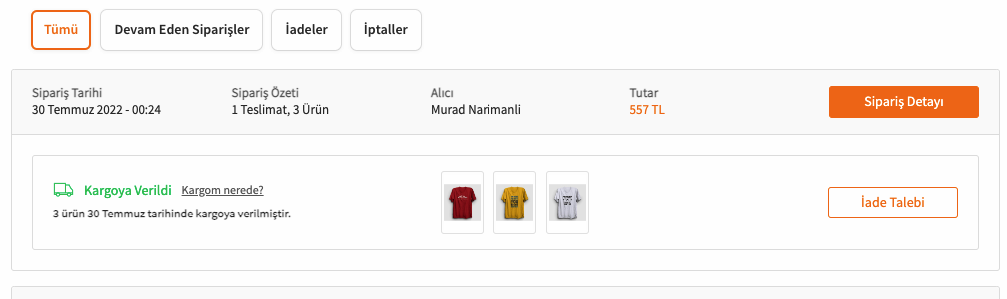 Tümü
Devam Eden Siparişler
İadeler
İptaller
Sipariş Tarihi
30 Temmuz 2022 - 00:24
Sipariş Özeti
1 Teslimat, 3 Ürün
Alıcı
Murad Narimanli
Tutar
557 TL
Sipariş Detayı
Kargoya Verildi Kargom nerede?
3 ürün 30 Temmuz tarihinde kargoya verilmiştir.
İade Talebi